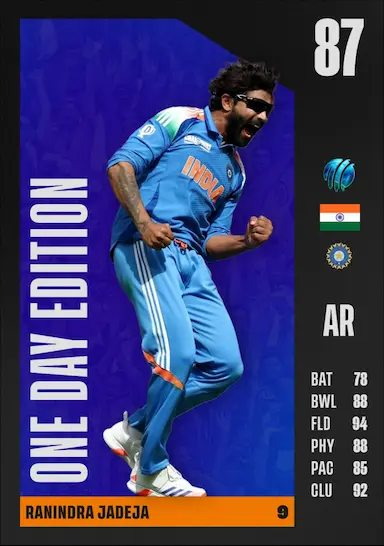 87
ONE DAY EDITION
INDIA
AR
BAT 78
BWL 88
FLD 94
PHY 88
PAC 85
CLU 92
RANINDRA JADEJA 9